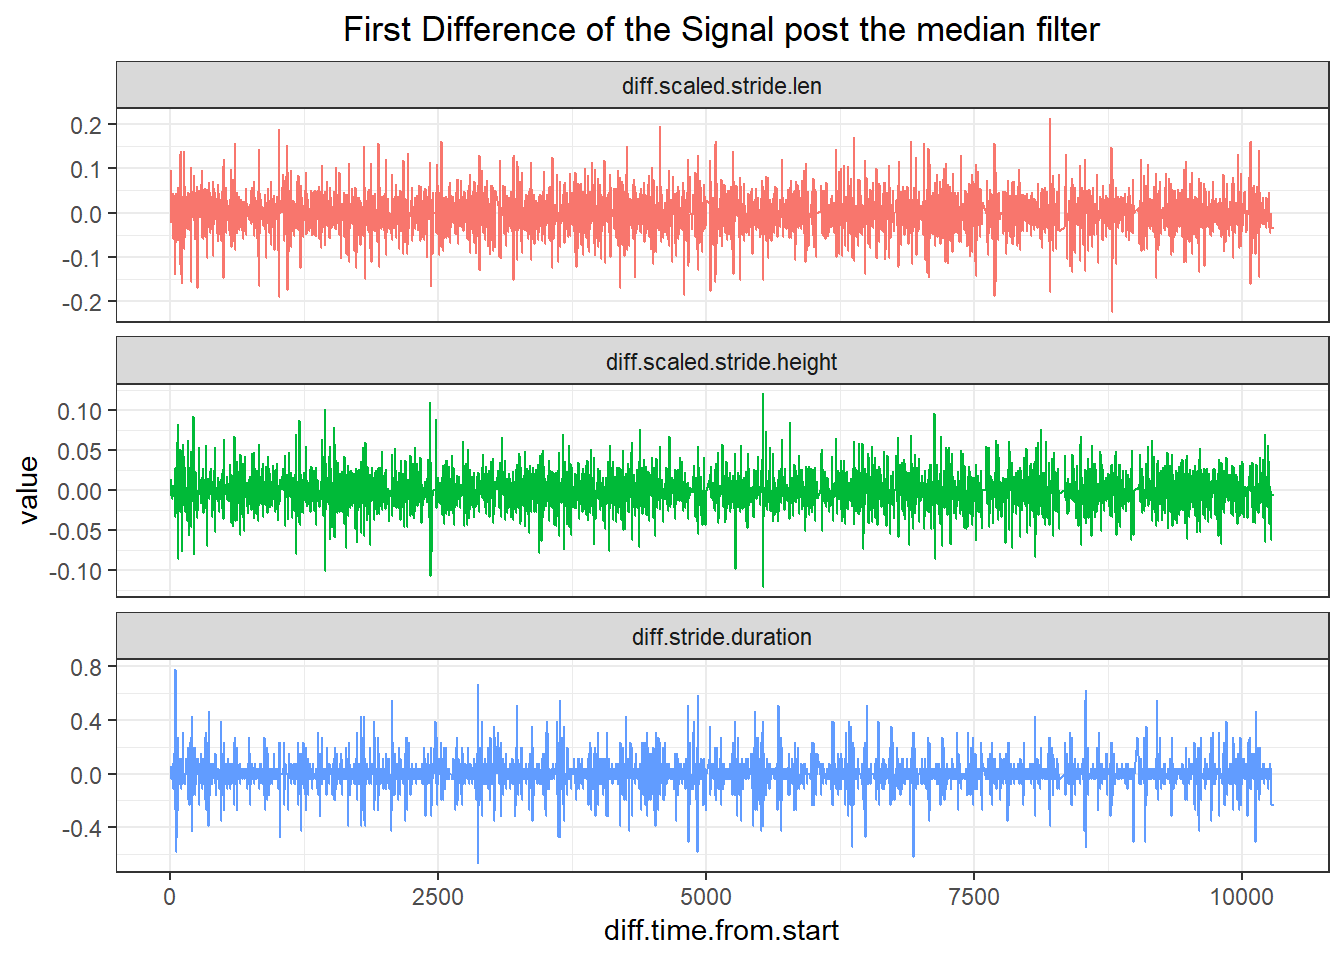 First Difference of the Signal post the median filter
diff.scaled.stride.len
0.2
0.1
0.0
-0.1
-0.2
diff.scaled.stride.height
0.10
0.05
0.00
-0.05
-0.10
value
diff.stride.duration
0.8
0.4
0.0
-0.4
0 2500 5000 7500 10000
diff.time.from.start